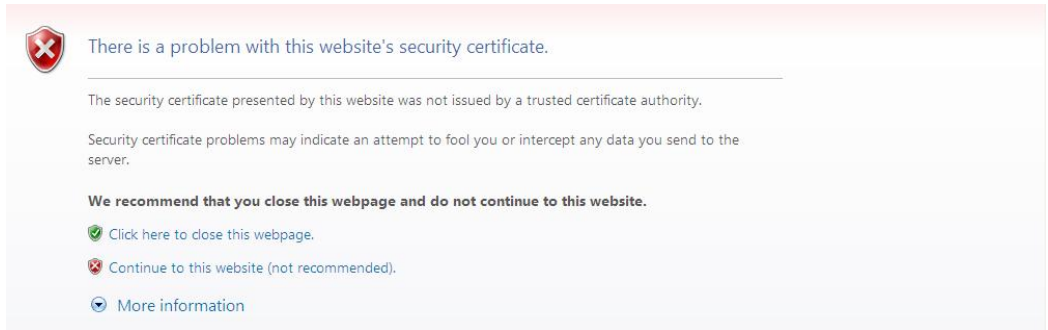 There is a problem with this website's security certificate.
The security certificate presented by this website was not issued by a trusted certificate authority.
Security certificate problems may indicate an attempt to fool you or intercept any data you send to the
server.
We recommend that you close this webpage and do not continue to this website.
Click here to close this webpage.
Continue to this website (not recommended).
More information